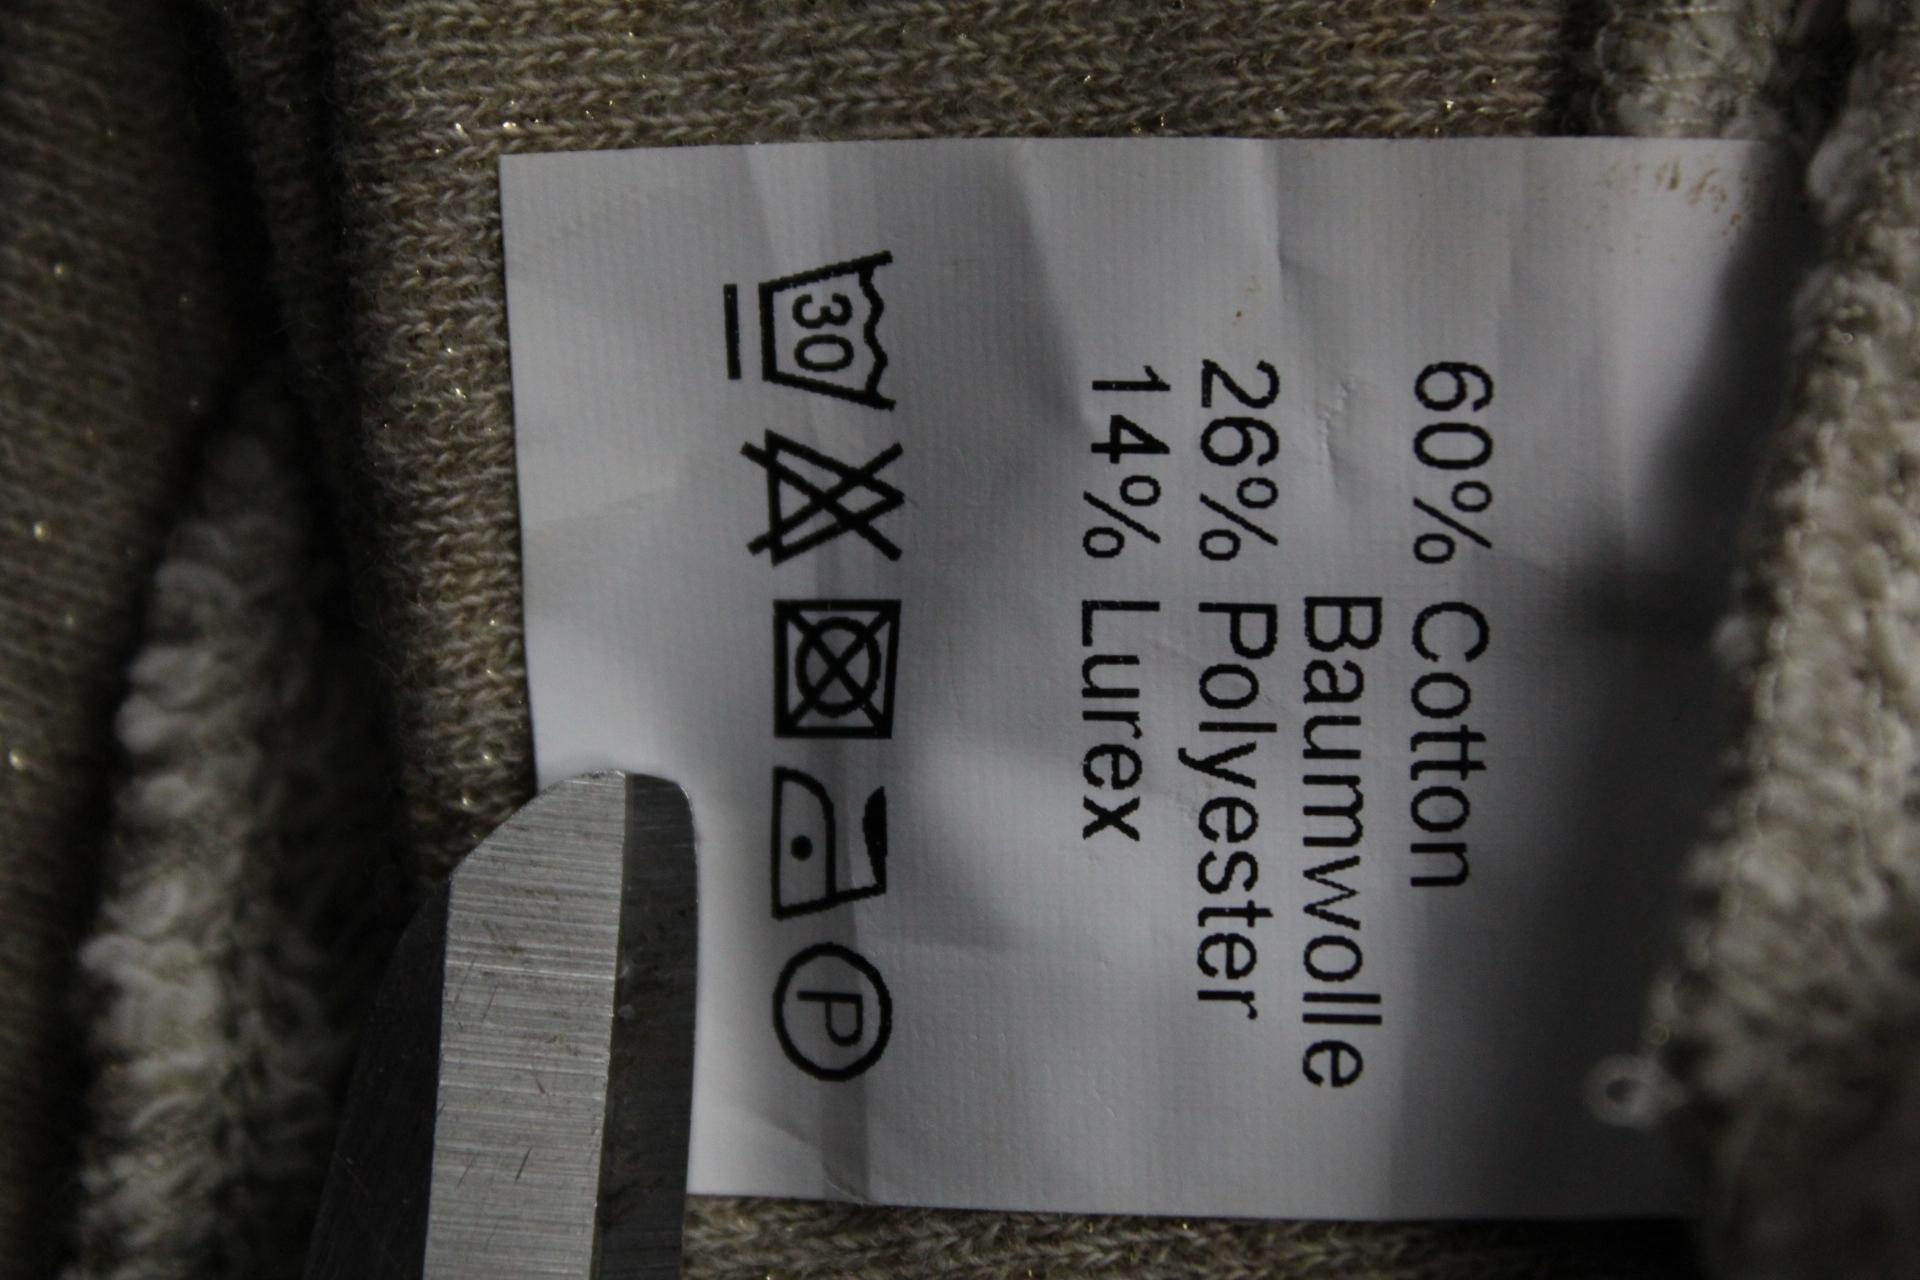 60% Cotton
Baumwolle
26% Polyester
14% Lurex
30
P